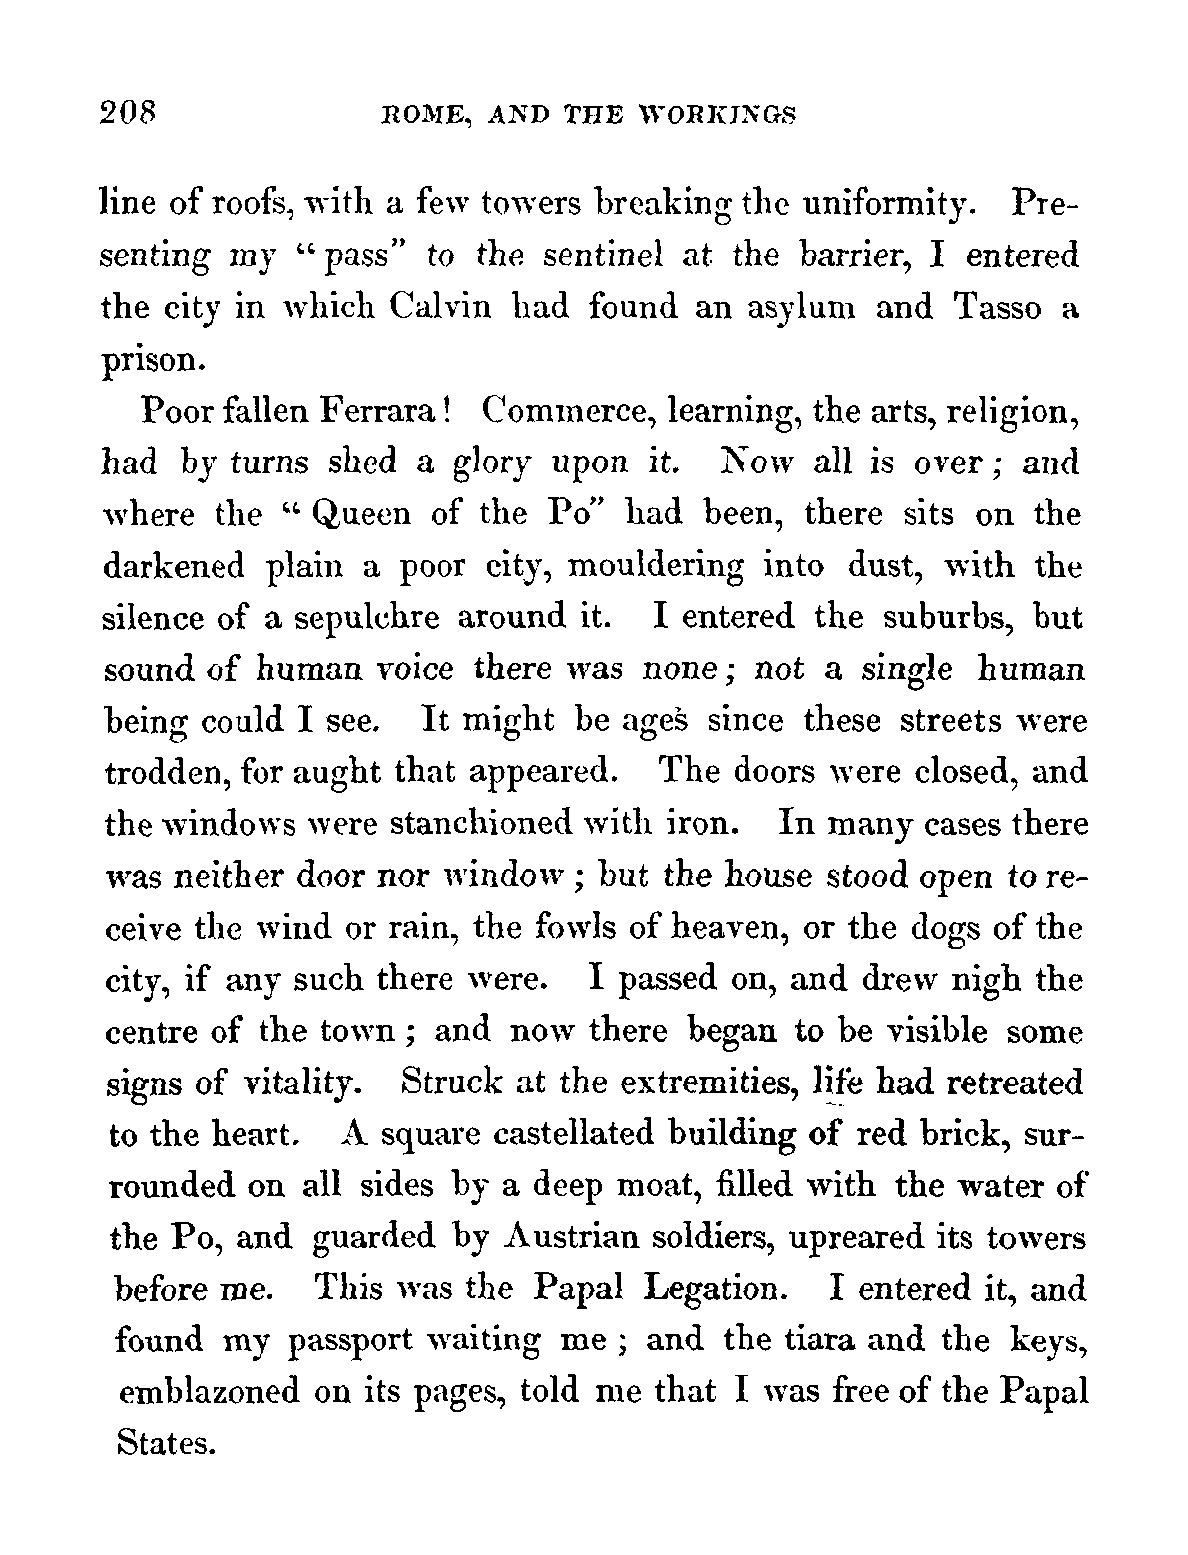 208 ROME, AND THE WORKINGS
line of roofs, with a few towers breaking the uniformity. Pre-
senting my “pass” to the sentinel at the barrier, I entered
the city in which Calvin had found an asylum and Tasso a
prison.
Poor fallen Ferrara! Commerce, learning, the arts, religion,
had by turns shed a glory upon it. Now all is over; and
where the “Queen of the Po” had been, there sits on the
darkened plain a poor city, mouldering into dust, with the
silence of a sepulchre around it. I entered the suburbs, but
sound of human voice there was none; not a single human
being could I see. It might be ages since these streets were
trodden, for aught that appeared. The doors were closed, and
the windows were stanchioned with iron. In many cases there
was neither door nor window; but the house stood open to re-
ceive the wind or rain, the fowls of heaven, or the dogs of the
city, if any such there were. I passed on, and drew nigh the
centre of the town; and now there began to be visible some
signs of vitality. Struck at the extremities, life had retreated
to the heart. A square castellated building of red brick, sur-
rounded on all sides by a deep moat, filled with the water of
the Po, and guarded by Austrian soldiers, upreared its towers
before me. This was the Papal Legation. I entered it, and
found my passport waiting me; and the tiara and the keys,
emblazoned on its pages, told me that I was free of the Papal
States.